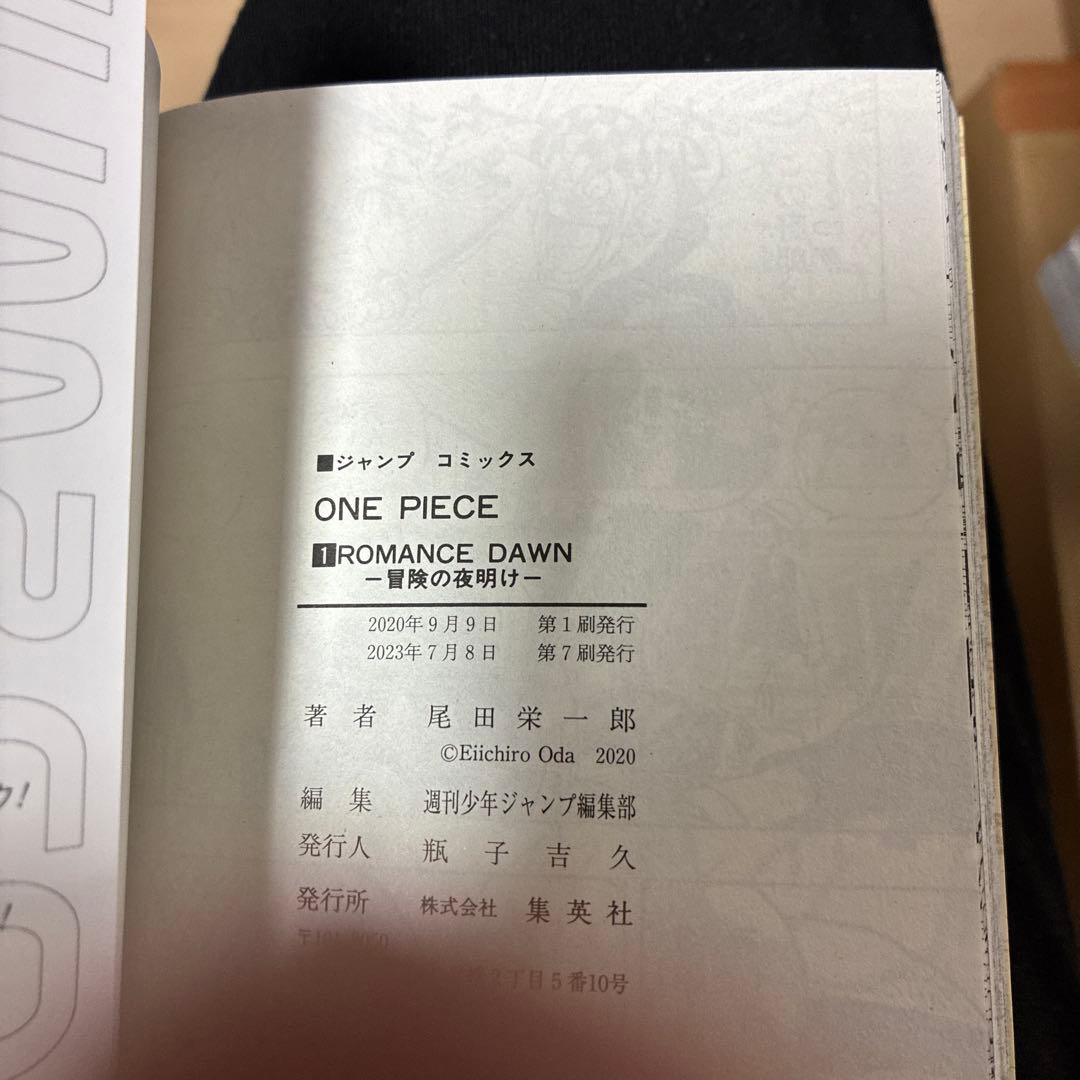 ■ジャンプ コミックス
ONE PIECE
1 ROMANCE DAWN
―冒険の夜明け―
2020年9月9日 第1刷発行
2023年7月8日 第7刷発行
著者 尾田栄一郎
©Eiichiro Oda 2020
編集 週刊少年ジャンプ編集部
発行人 瓶子吉久
発行所 株式会社 集英社
2丁目5番10号